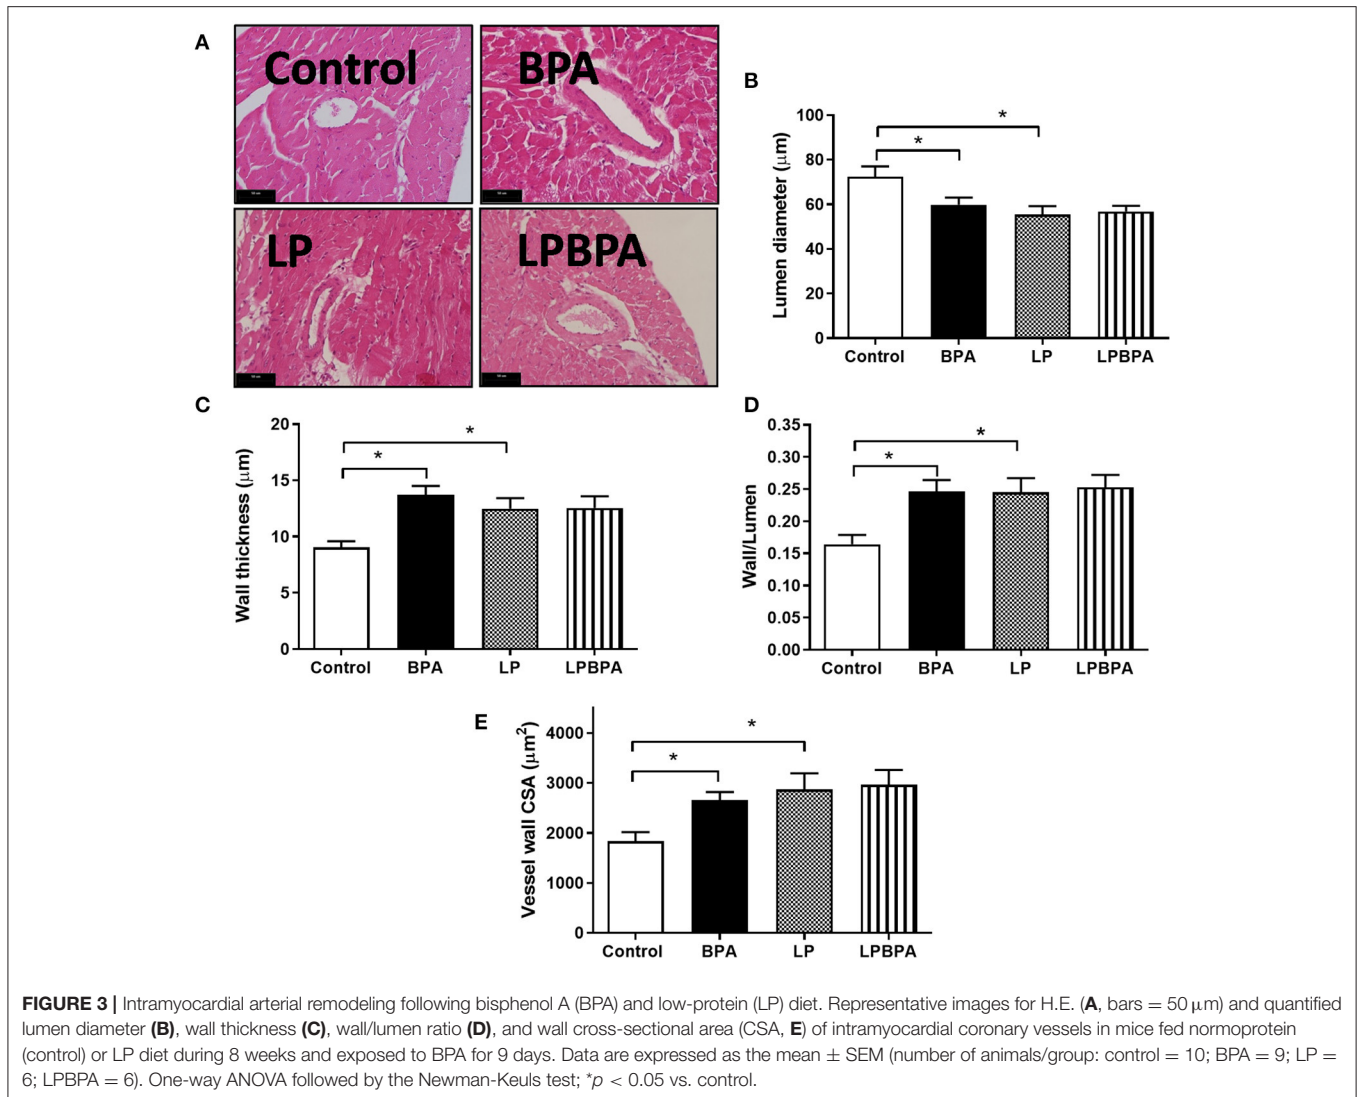 A
Control
BPA
LP
LPBPA
B
Lumen diameter (μm)
100
80
60
40
20
0
*
*
Control BPA LP LPBPA
C
Wall thickness (μm)
20
15
10
5
0
*
*
Control BPA LP LPBPA
D
Wall/Lumen
0.35
0.30
0.25
0.20
0.15
0.10
0.05
0.00
*
*
Control BPA LP LPBPA
E
Vessel wall CSA (μm²)
4000
3000
2000
1000
0
*
*
Control BPA LP LPBPA
FIGURE 3 | Intramyocardial arterial remodeling following bisphenol A (BPA) and low-protein (LP) diet. Representative images for H.E. (A, bars = 50 μm) and quantified
lumen diameter (B), wall thickness (C), wall/lumen ratio (D), and wall cross-sectional area (CSA, E) of intramyocardial coronary vessels in mice fed normoprotein
(control) or LP diet during 8 weeks and exposed to BPA for 9 days. Data are expressed as the mean ± SEM (number of animals/group: control = 10; BPA = 9; LP =
6; LPBPA = 6). One-way ANOVA followed by the Newman-Keuls test; *p < 0.05 vs. control.